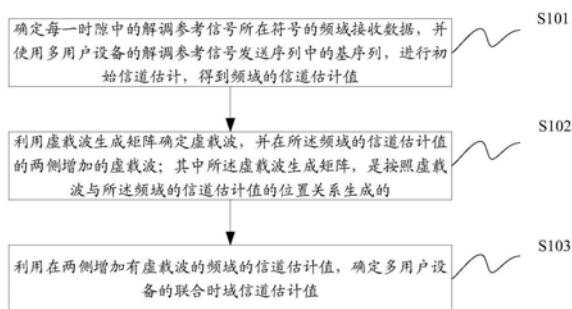 S101
确定每一时隙中的解调参考信号所在符号的频域接收数据，并
使用多用户设备的解调参考信号发送序列中的基序列，进行初
始信道估计，得到频域的信道估计值
S102
利用虚载波生成矩阵确定虚载波，并在所述频域的信道估计值
的两侧增加的虚载波；其中所述虚载波生成矩阵，是按照虚载
波与所述频域的信道估计值的位置关系生成的
S103
利用在两侧增加有虚载波的频域的信道估计值，确定多用户设
备的联合时域信道估计值